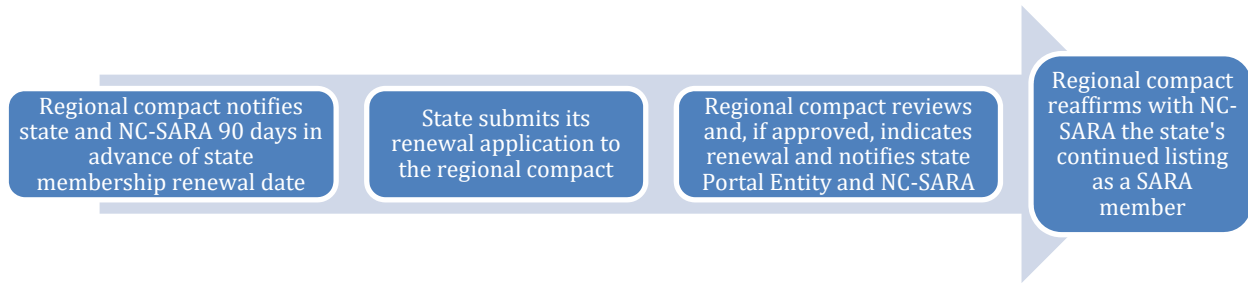 Regional compact notifies
state and NC-SARA 90 days in
advance of state
membership renewal date
State submits its
renewal application to
the regional compact
Regional compact reviews
and, if approved, indicates
renewal and notifies state
Portal Entity and NC-SARA
Regional compact
reaffirms with NC-
SARA the state's
continued listing
as a SARA
member